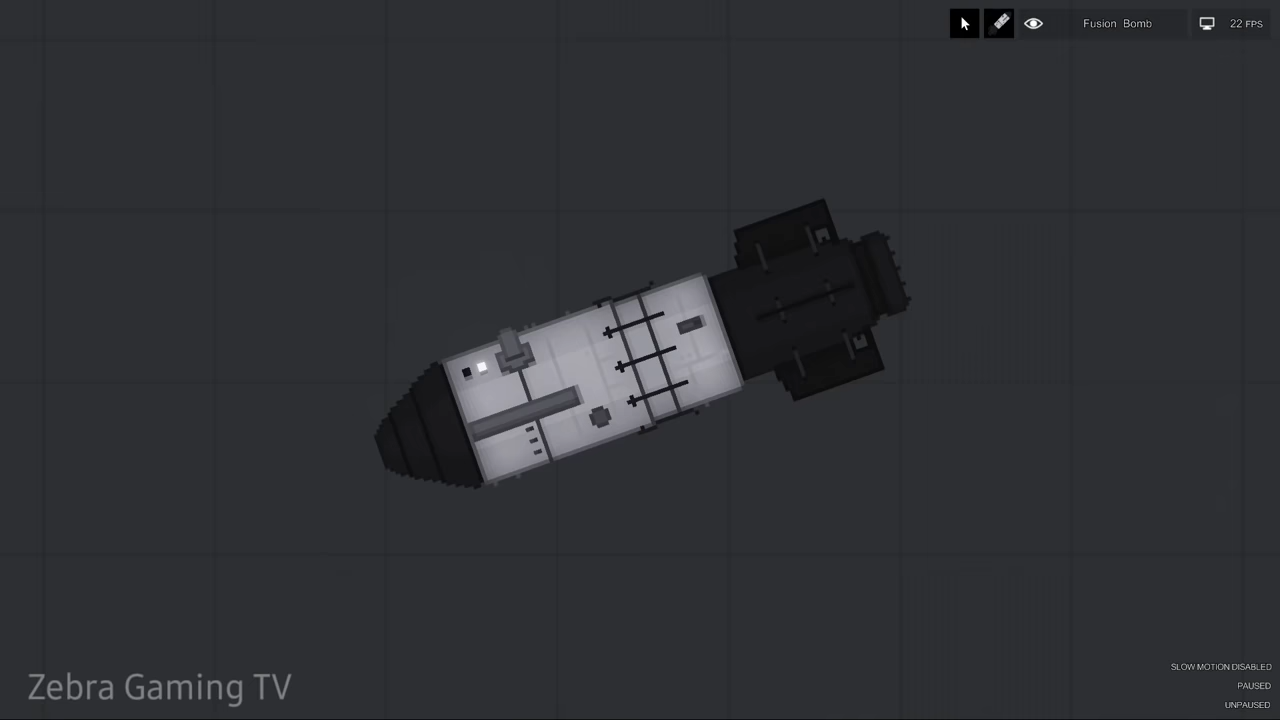 Fusion Bomb
22 FPS
SLOW MOTION DISABLED
PAUSED
UNPAUSED
Zebra Gaming TV